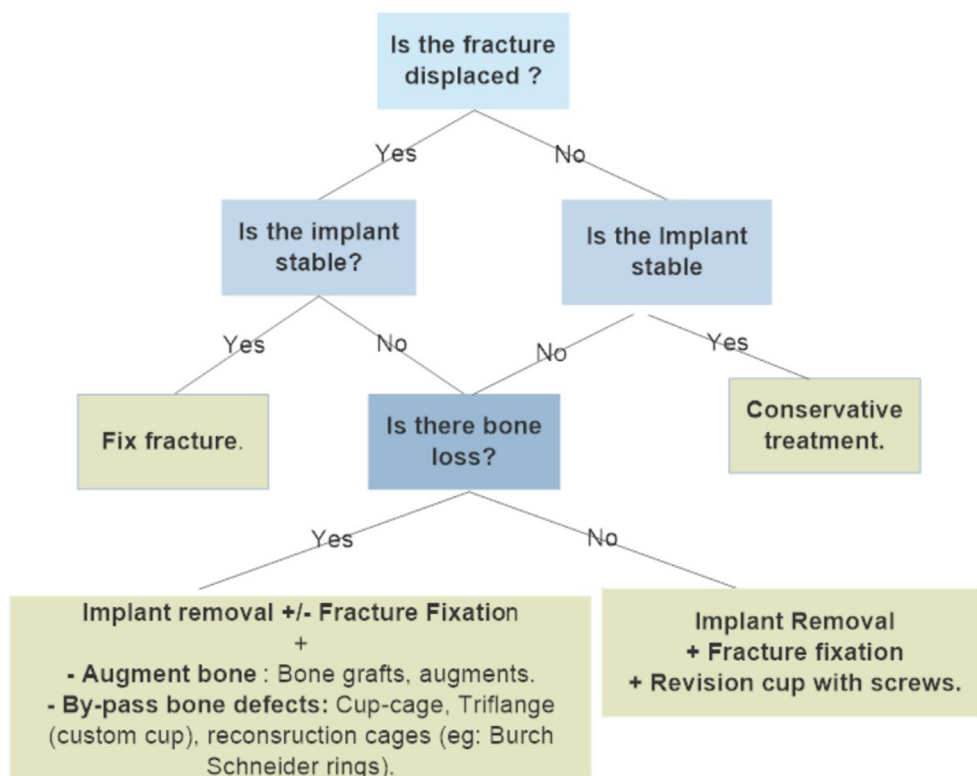 Is the fracture
displaced ?
Yes
No
Is the implant
stable?
Is the Implant
stable
Yes
No
No
Yes
Fix fracture.
Is there bone
loss?
Conservative
treatment.
Yes
No
Implant removal +/- Fracture Fixation
+
- Augment bone : Bone grafts, augments.
- By-pass bone defects: Cup-cage, Triflange
(custom cup), reconsruction cages (eg: Burch
Schneider rings).
Implant Removal
+ Fracture fixation
+ Revision cup with screws.